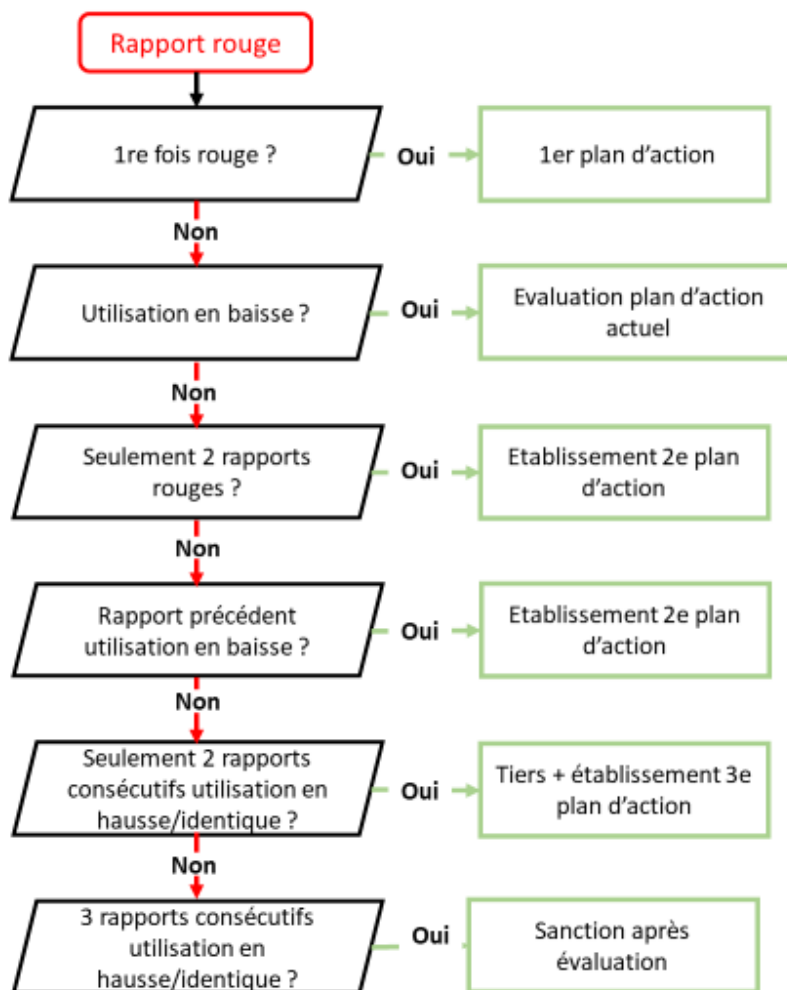 Rapport rouge
1re fois rouge ?
Oui
1er plan d'action
Non
Utilisation en baisse ?
Oui
Evaluation plan d'action
actuel
Non
Seulement 2 rapports
rouges ?
Oui
Etablissement 2e plan
d'action
Non
Rapport précédent
utilisation en baisse ?
Oui
Etablissement 2e plan
d'action
Non
Seulement 2 rapports
consécutifs utilisation en
hausse/identique ?
Oui
Tiers + établissement 3e
plan d'action
Non
3 rapports consécutifs
utilisation en
hausse/identique ?
Oui
Sanction après
évaluation